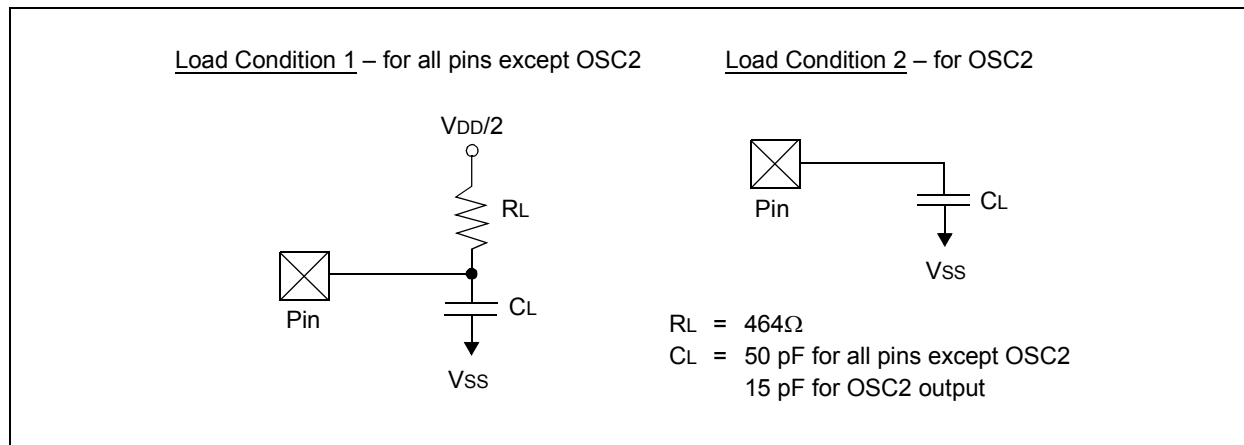 Load Condition 1 – for all pins except OSC2
VDD/2
RL
Pin
CL
VSS
Load Condition 2 – for OSC2
Pin
CL
VSS
RL = 464Ω
CL = 50 pF for all pins except OSC2
15 pF for OSC2 output